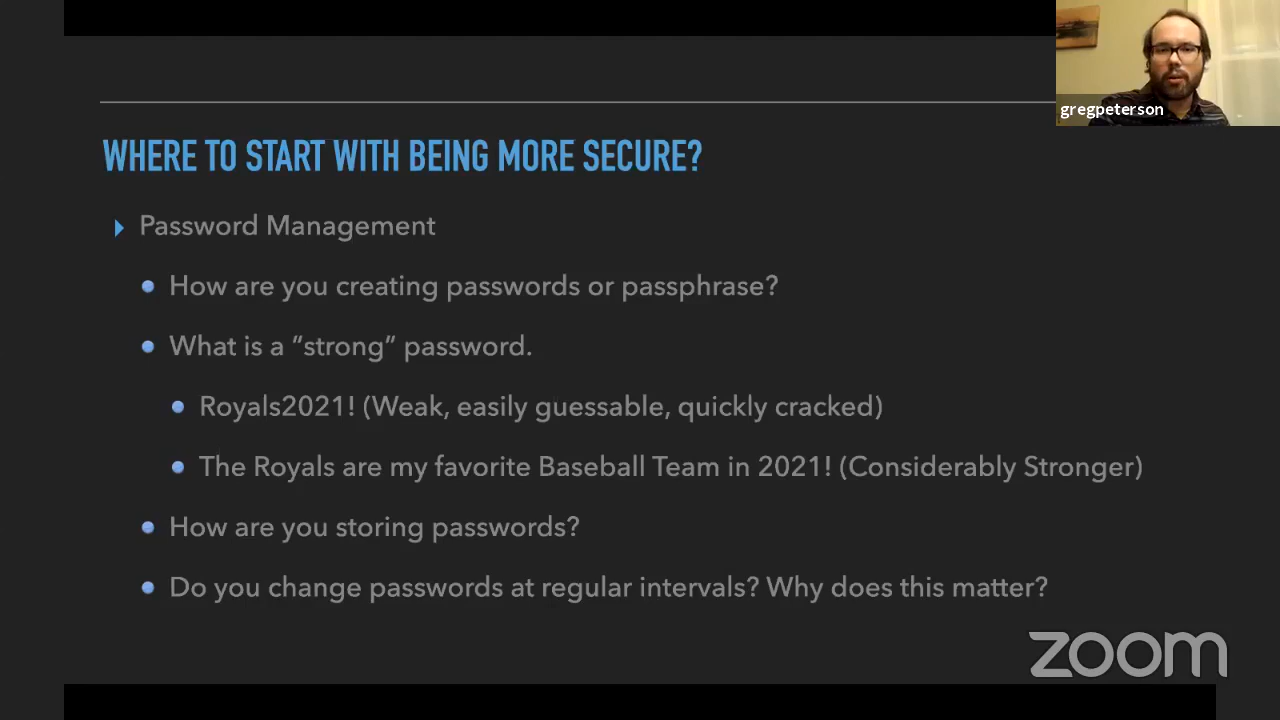 gregpeterson
WHERE TO START WITH BEING MORE SECURE?
Password Management
How are you creating passwords or passphrase?
What is a “strong” password.
Royals2021! (Weak, easily guessable, quickly cracked)
The Royals are my favorite Baseball Team in 2021! (Considerably Stronger)
How are you storing passwords?
Do you change passwords at regular intervals? Why does this matter?
zoom